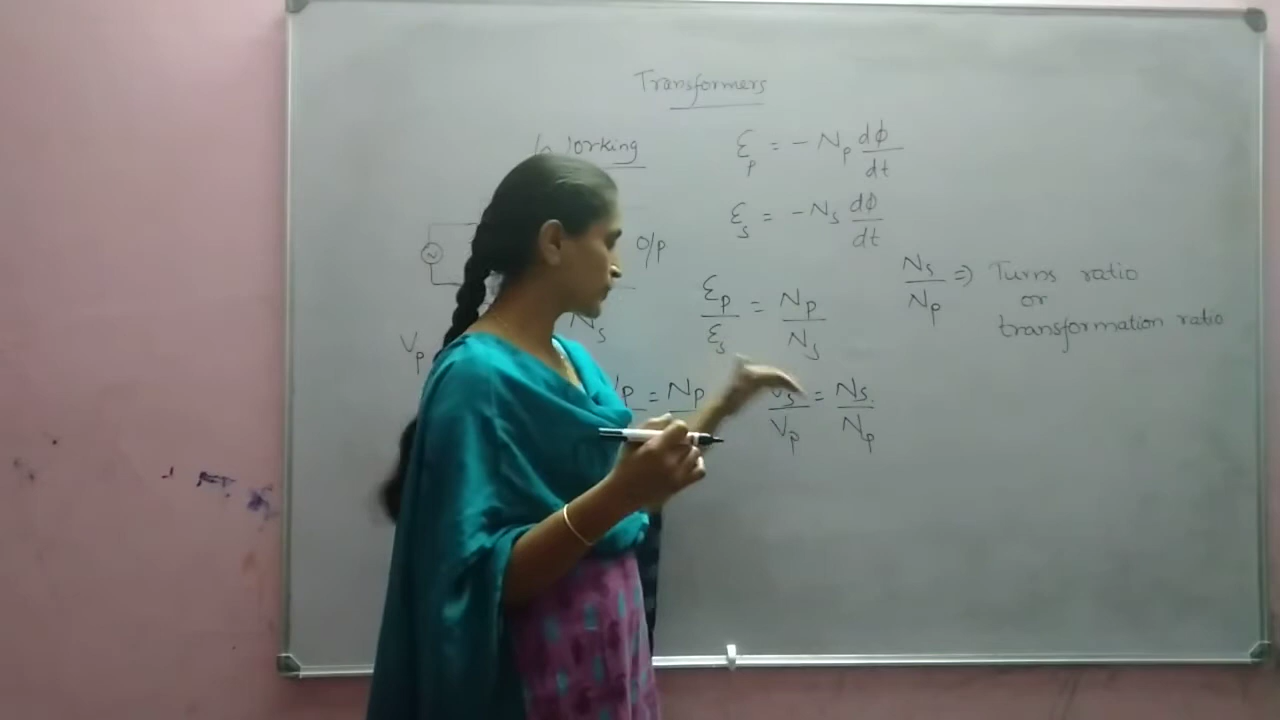 Transformers
Working
O/p
Ns
Vp
εp = - Np dϕ/dt
εs = - Ns dϕ/dt
εp/εs = Np/Ns
Ns/Np => Turns ratio
or
transformation ratio
= Np
Vs/Vp = Ns/Np